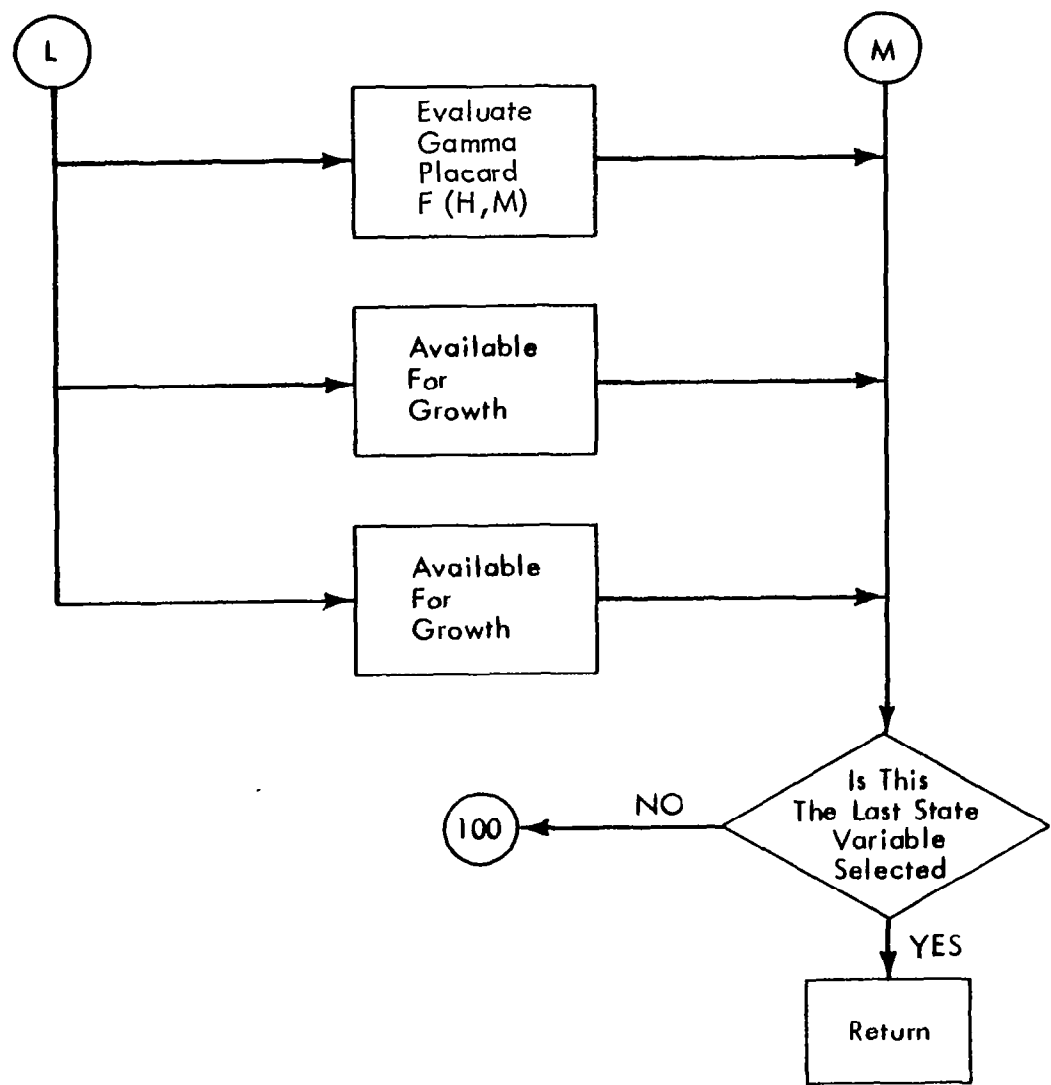 L
M
Evaluate
Gamma
Placard
F (H,M)
Available
For
Growth
Available
For
Growth
Is This
The Last State
Variable
Selected
NO
100
YES
Return